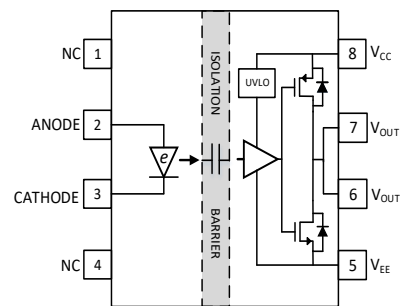 NC 1
ANODE 2
CATHODE 3
NC 4
e
ISOLATION
BARRIER
UVLO
8 VCC
7 VOUT
6 VOUT
5 VEE